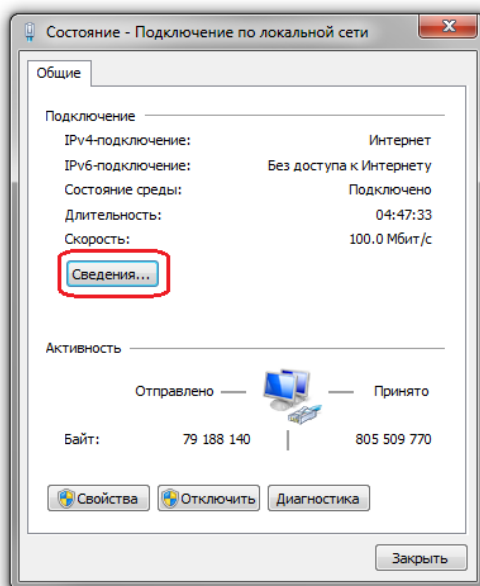 Состояние - Подключение по локальной сети
Общие
Подключение
IPv4-подключение: Интернет
IPv6-подключение: Без доступа к Интернету
Состояние среды: Подключено
Длительность: 04:47:33
Скорость: 100.0 Мбит/с
Сведения...
Активность
Отправлено — — Принято
Байт: 79 188 140 | 805 509 770
Свойства Отключить Диагностика
Закрыть